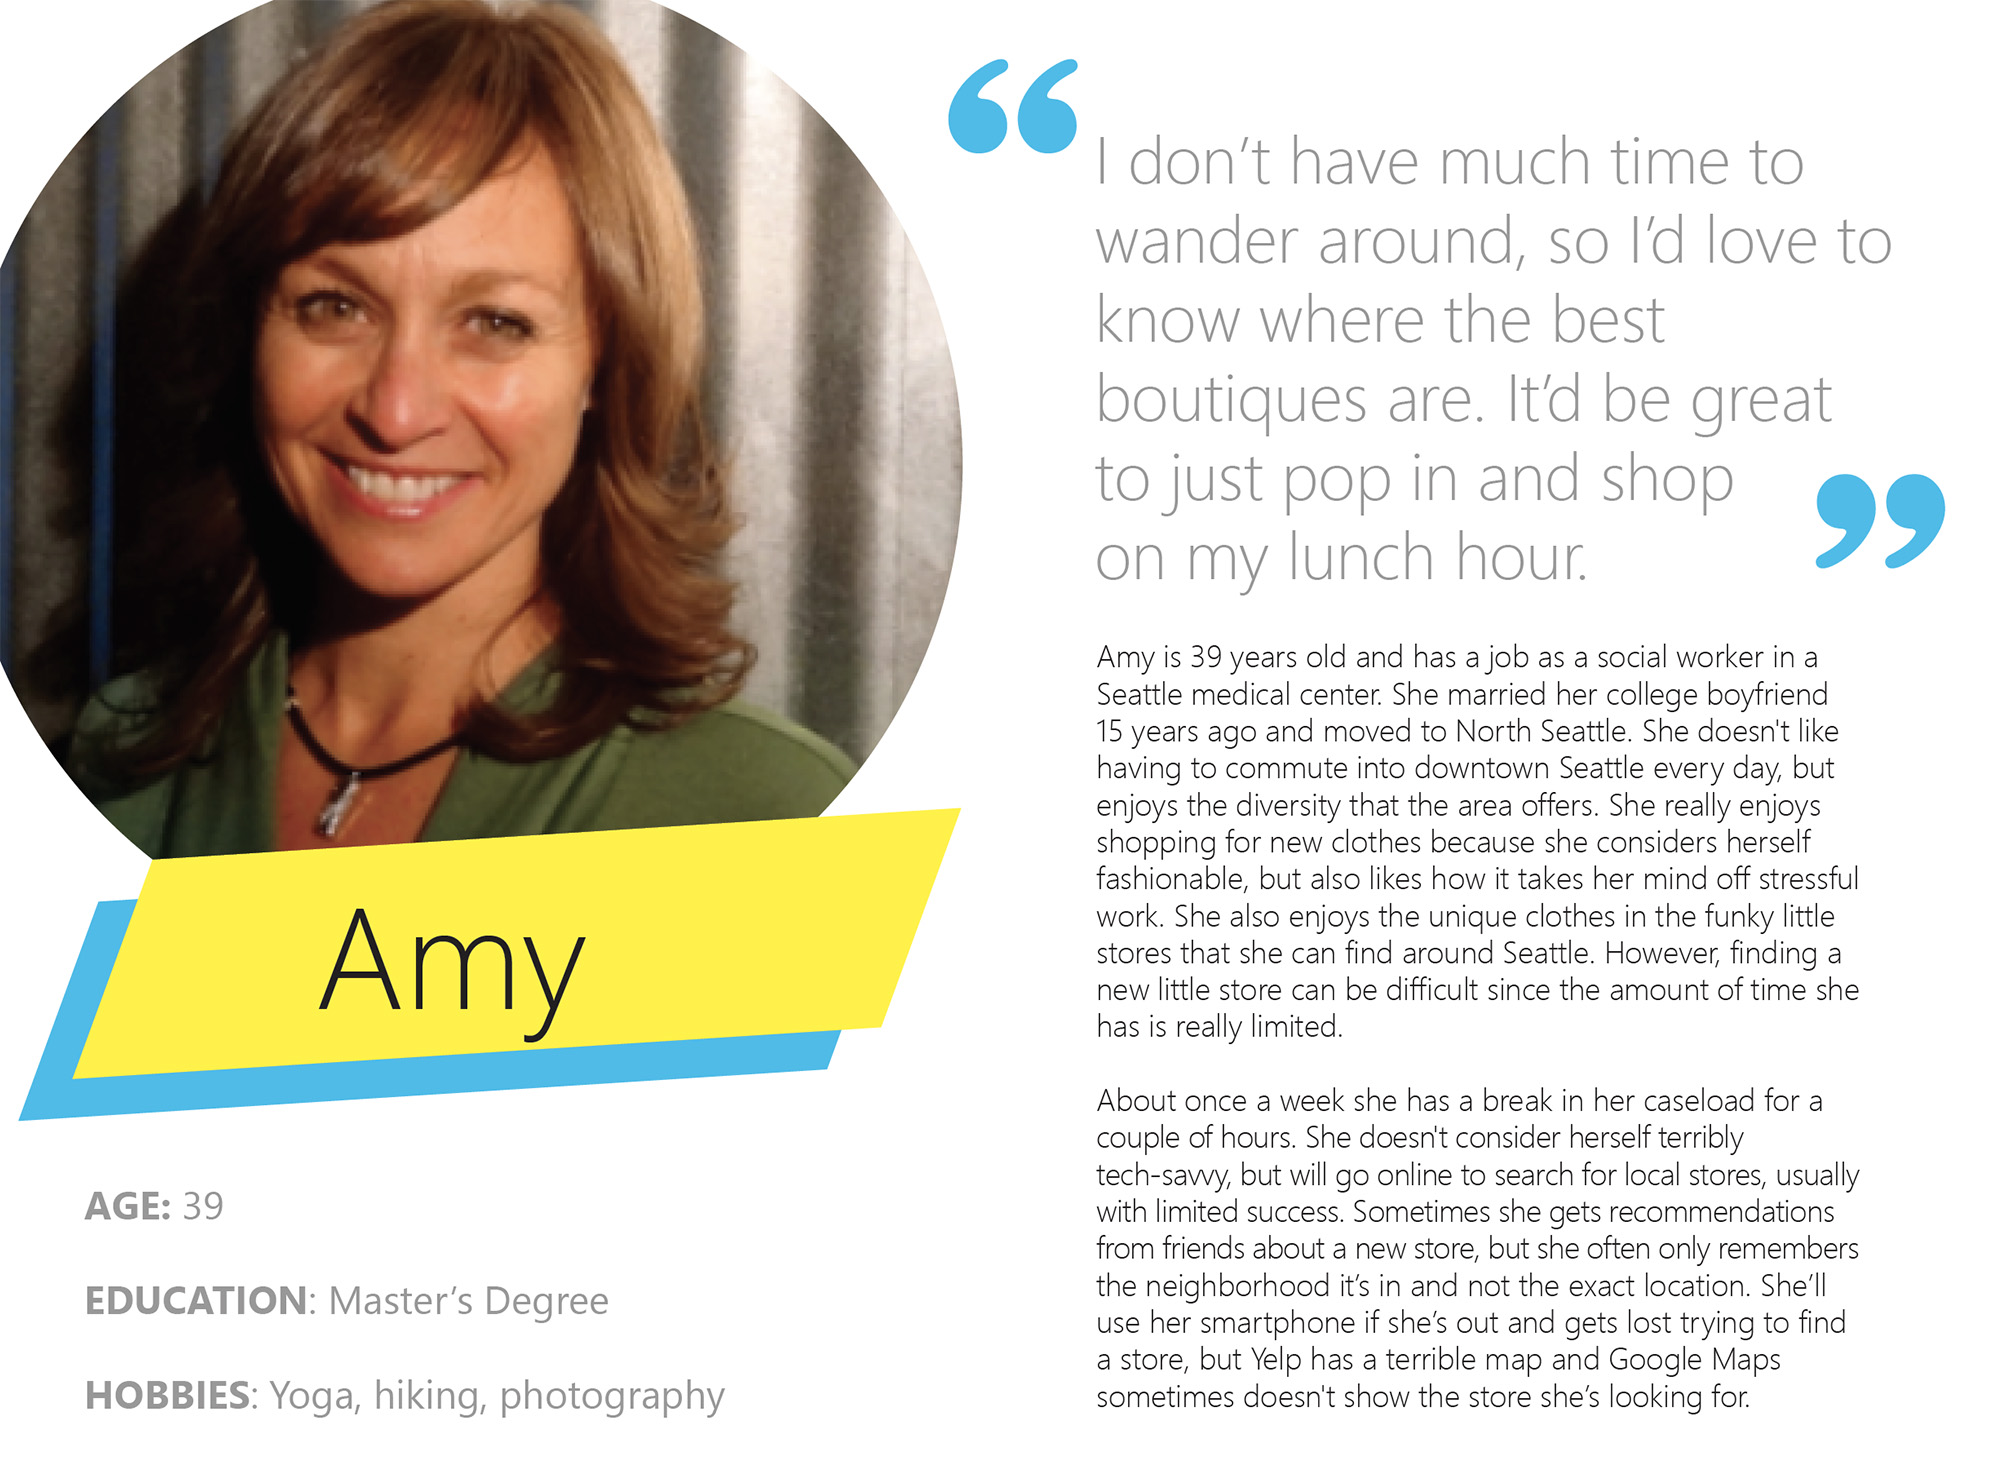 “
I don’t have much time to
wander around, so I’d love to
know where the best
boutiques are. It’d be great
to just pop in and shop
on my lunch hour.
”
Amy is 39 years old and has a job as a social worker in a
Seattle medical center. She married her college boyfriend
15 years ago and moved to North Seattle. She doesn't like
having to commute into downtown Seattle every day, but
enjoys the diversity that the area offers. She really enjoys
shopping for new clothes because she considers herself
fashionable, but also likes how it takes her mind off stressful
work. She also enjoys the unique clothes in the funky little
stores that she can find around Seattle. However, finding a
new little store can be difficult since the amount of time she
has is really limited.
About once a week she has a break in her caseload for a
couple of hours. She doesn't consider herself terribly
tech-savvy, but will go online to search for local stores, usually
with limited success. Sometimes she gets recommendations
from friends about a new store, but she often only remembers
the neighborhood it’s in and not the exact location. She’ll
use her smartphone if she’s out and gets lost trying to find
a store, but Yelp has a terrible map and Google Maps
sometimes doesn't show the store she’s looking for.
Amy
AGE: 39
EDUCATION: Master’s Degree
HOBBIES: Yoga, hiking, photography